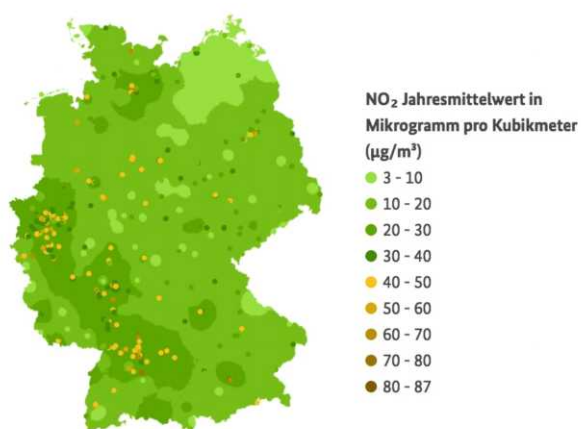 NO₂ Jahresmittelwert in
Mikrogramm pro Kubikmeter
(µg/m³)
3 - 10
10 - 20
20 - 30
30 - 40
40 - 50
50 - 60
60 - 70
70 - 80
80 - 87